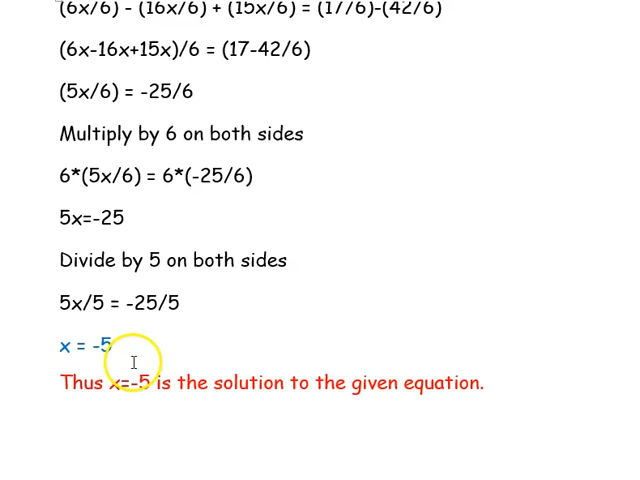 (6x/6) - (16x/6) + (15x/6) = (17/6)-(42/6)
(6x-16x+15x)/6 = (17-42/6)
(5x/6) = -25/6
Multiply by 6 on both sides
6*(5x/6) = 6*(-25/6)
5x=-25
Divide by 5 on both sides
5x/5 = -25/5
x = -5
Thus x=-5 is the solution to the given equation.